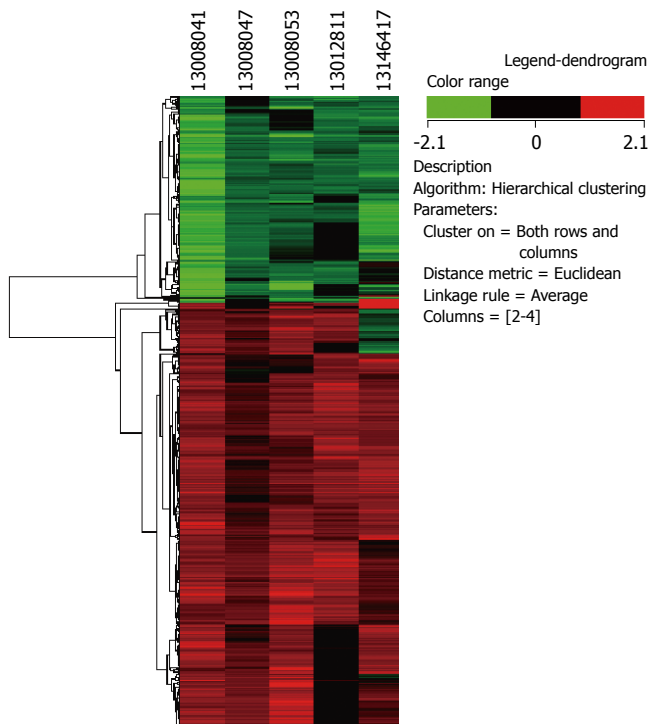 13008041
13008047
13008053
13012811
13146417
Legend-dendrogram
Color range
-2.1 0 2.1
Description
Algorithm: Hierarchical clustering
Parameters:
Cluster on = Both rows and
columns
Distance metric = Euclidean
Linkage rule = Average
Columns = [2-4]